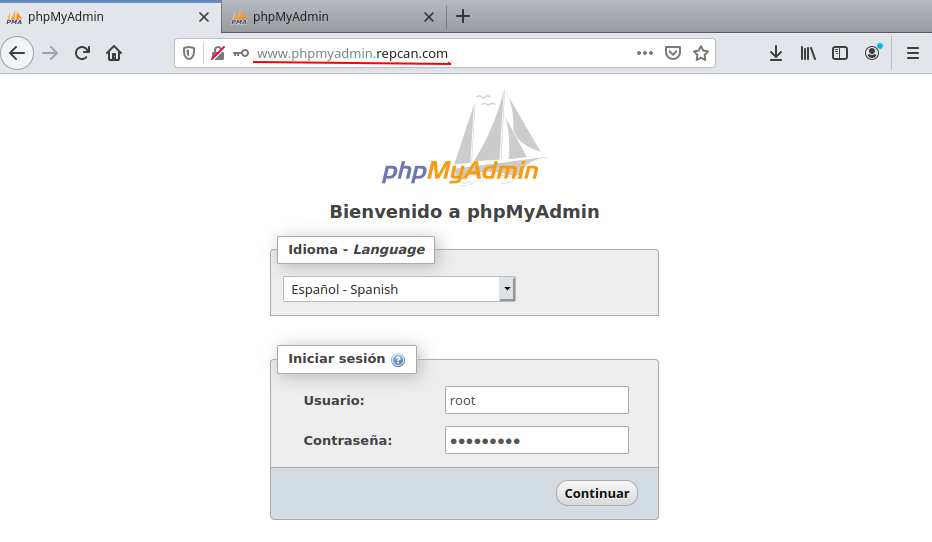 phpMyAdmin phpMyAdmin
www.phpmyadmin.repcan.com
phpMyAdmin
Bienvenido a phpMyAdmin
Idioma - Language
Español - Spanish
Iniciar sesión
Usuario: root
Contraseña: ●●●●●●●●●
Continuar